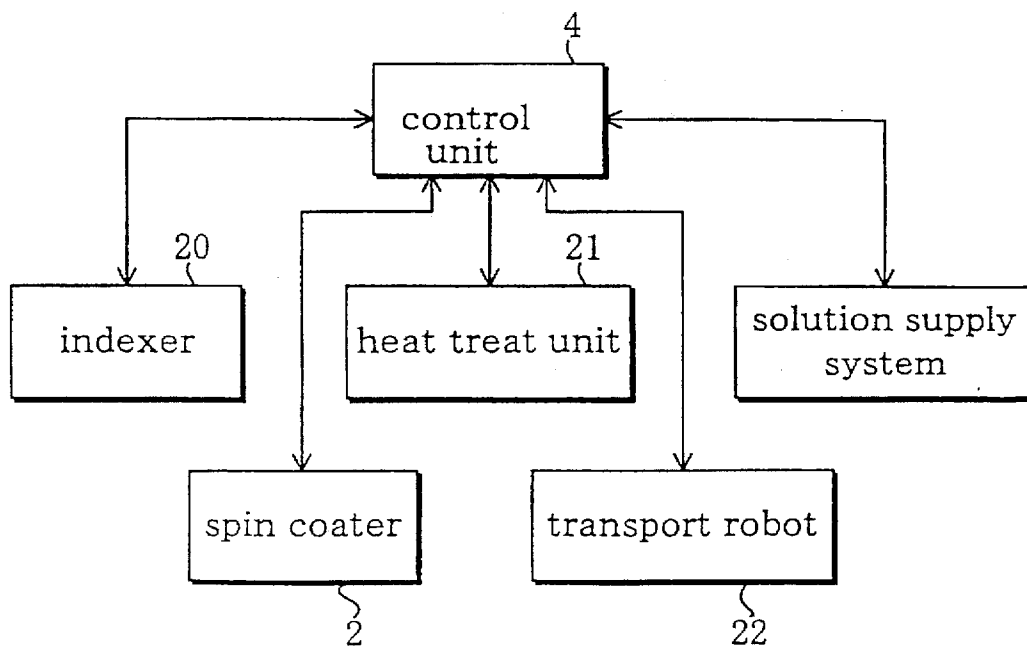 4
control
unit
20
indexer
21
heat treat unit
solution supply
system
spin coater
2
transport robot
22